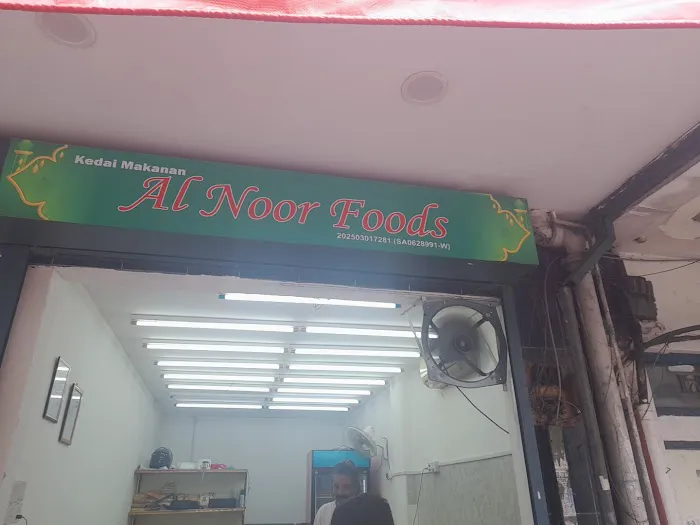 Kedai Makanan
Al Noor Foods
202503017281 (SA0628991-W)